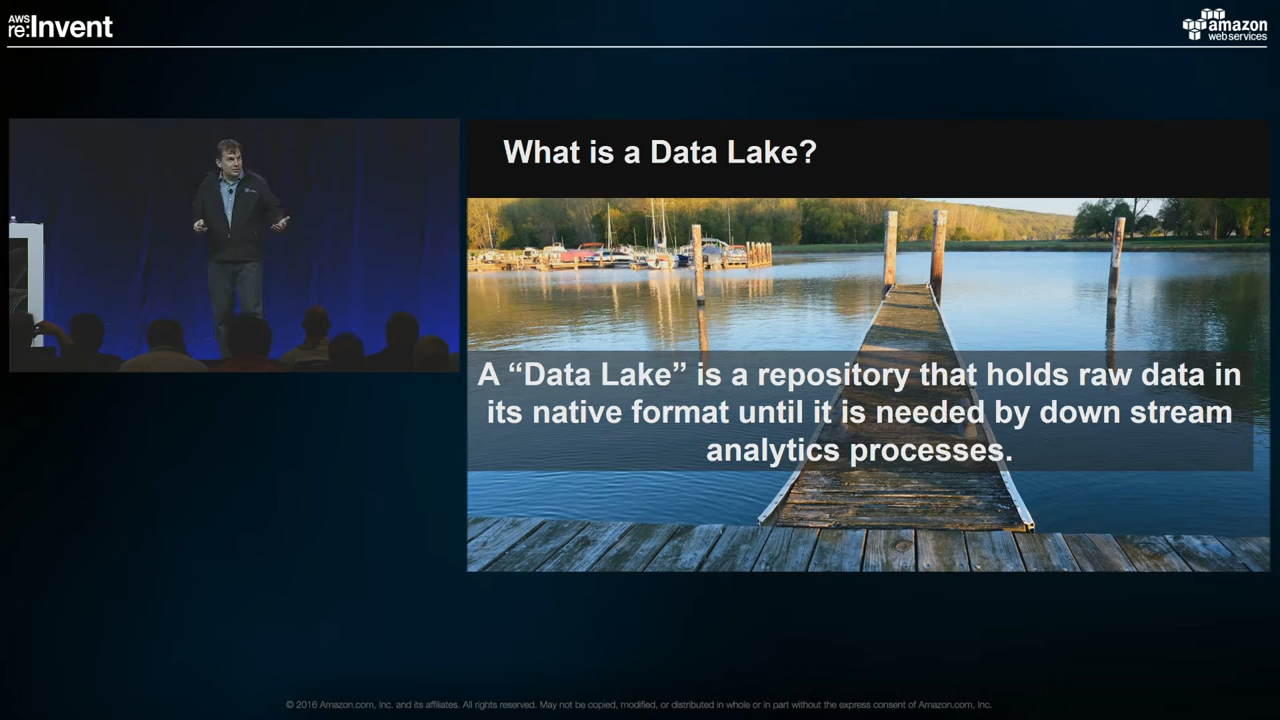 AWS
re:Invent
amazon
web services
What is a Data Lake?
A “Data Lake” is a repository that holds raw data in
its native format until it is needed by down stream
analytics processes.
© 2016 Amazon.com, Inc. and its affiliates. All rights reserved. May not be copied, modified, or distributed in whole or in part without the express consent of Amazon.com, Inc.